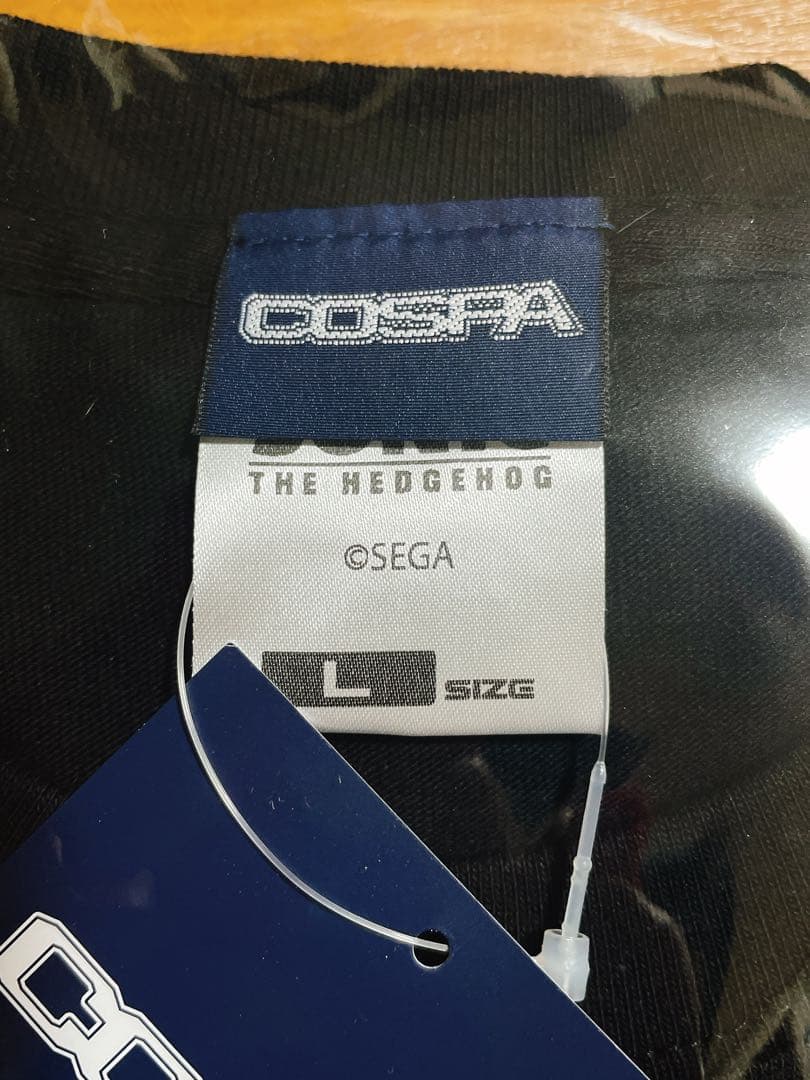 COSPA
THE HEDGEHOG
©SEGA
L SIZE